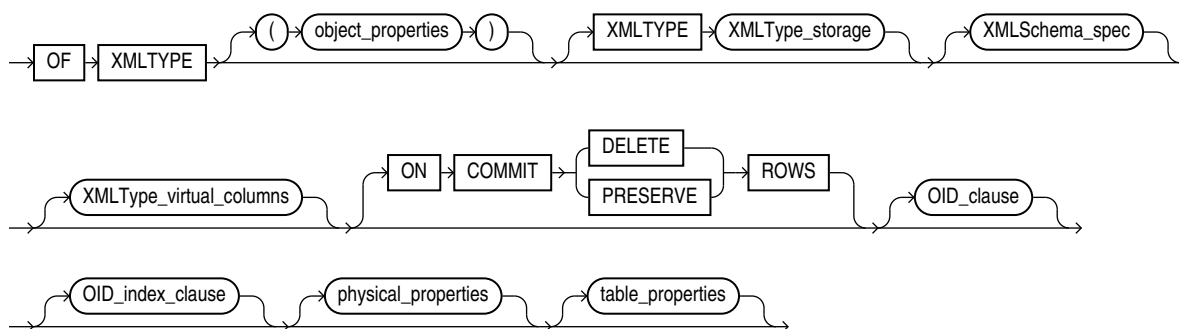 ( object_properties ) XMLTYPE XMLType_storage XMLSchema_spec
OF XMLTYPE
DELETE
ON COMMIT ROWS
PRESERVE
XMLType_virtual_columns OID_clause
OID_index_clause physical_properties table_properties